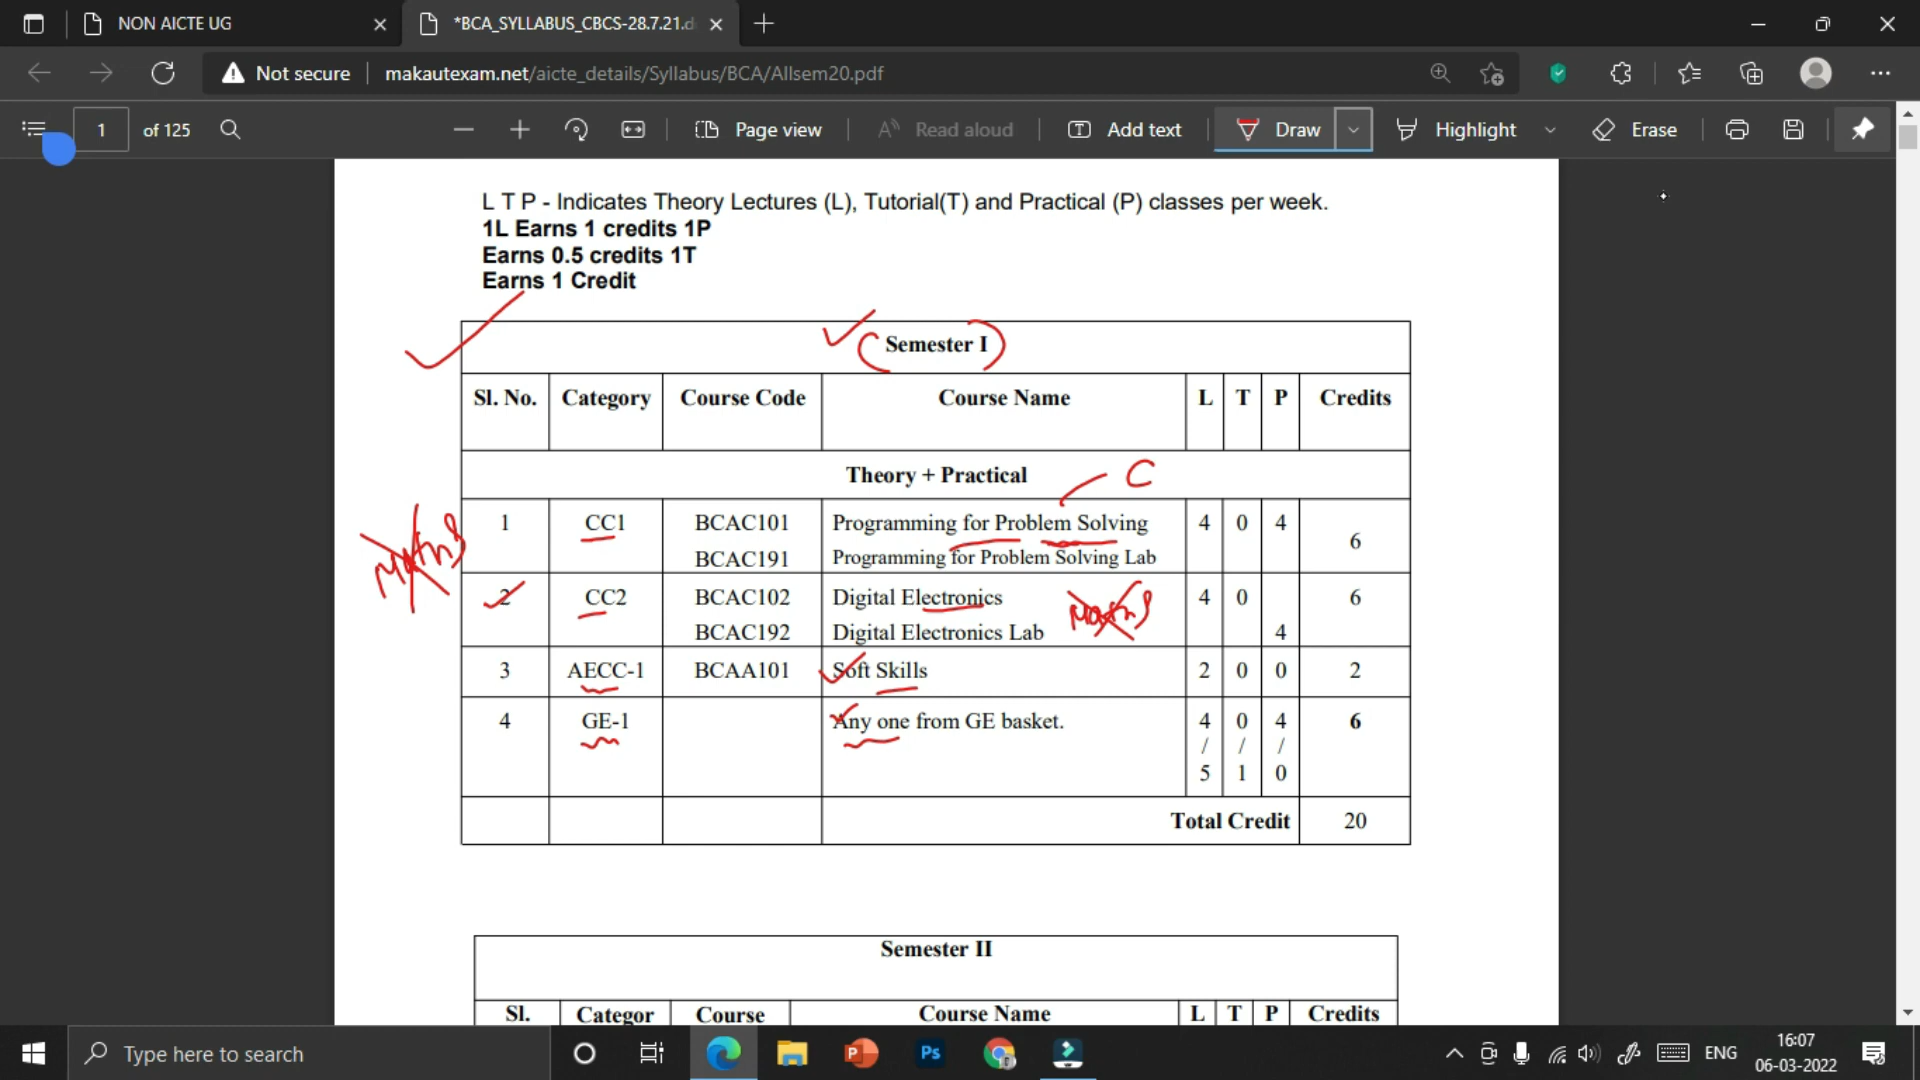 NON AICTE UG
*BCA_SYLLABUS_CBCS-28.7.21.d
Not secure
makautexam.net/aicte_details/Syllabus/BCA/Allsem20.pdf
1 of 125
Page view
Read aloud
Add text
Draw
Highlight
Erase
L T P - Indicates Theory Lectures (L), Tutorial(T) and Practical (P) classes per week.
1L Earns 1 credits 1P
Earns 0.5 credits 1T
Earns 1 Credit
Semester I
Sl. No. Category Course Code Course Name L T P Credits
Theory + Practical
C
Maths
1 CC1 BCAC101 Programming for Problem Solving 4 0 4 6
BCAC191 Programming for Problem Solving Lab
2 CC2 BCAC102 Digital Electronics 4 0 6
Maths
BCAC192 Digital Electronics Lab 4
3 AECC-1 BCAA101 Soft Skills 2 0 0 2
4 GE-1 Any one from GE basket. 4 0 4 6
/ / /
5 1 0
Total Credit 20
Semester II
Sl. Categor Course Course Name L T P Credits
Type here to search
P
Ps
ENG
16:07
06-03-2022